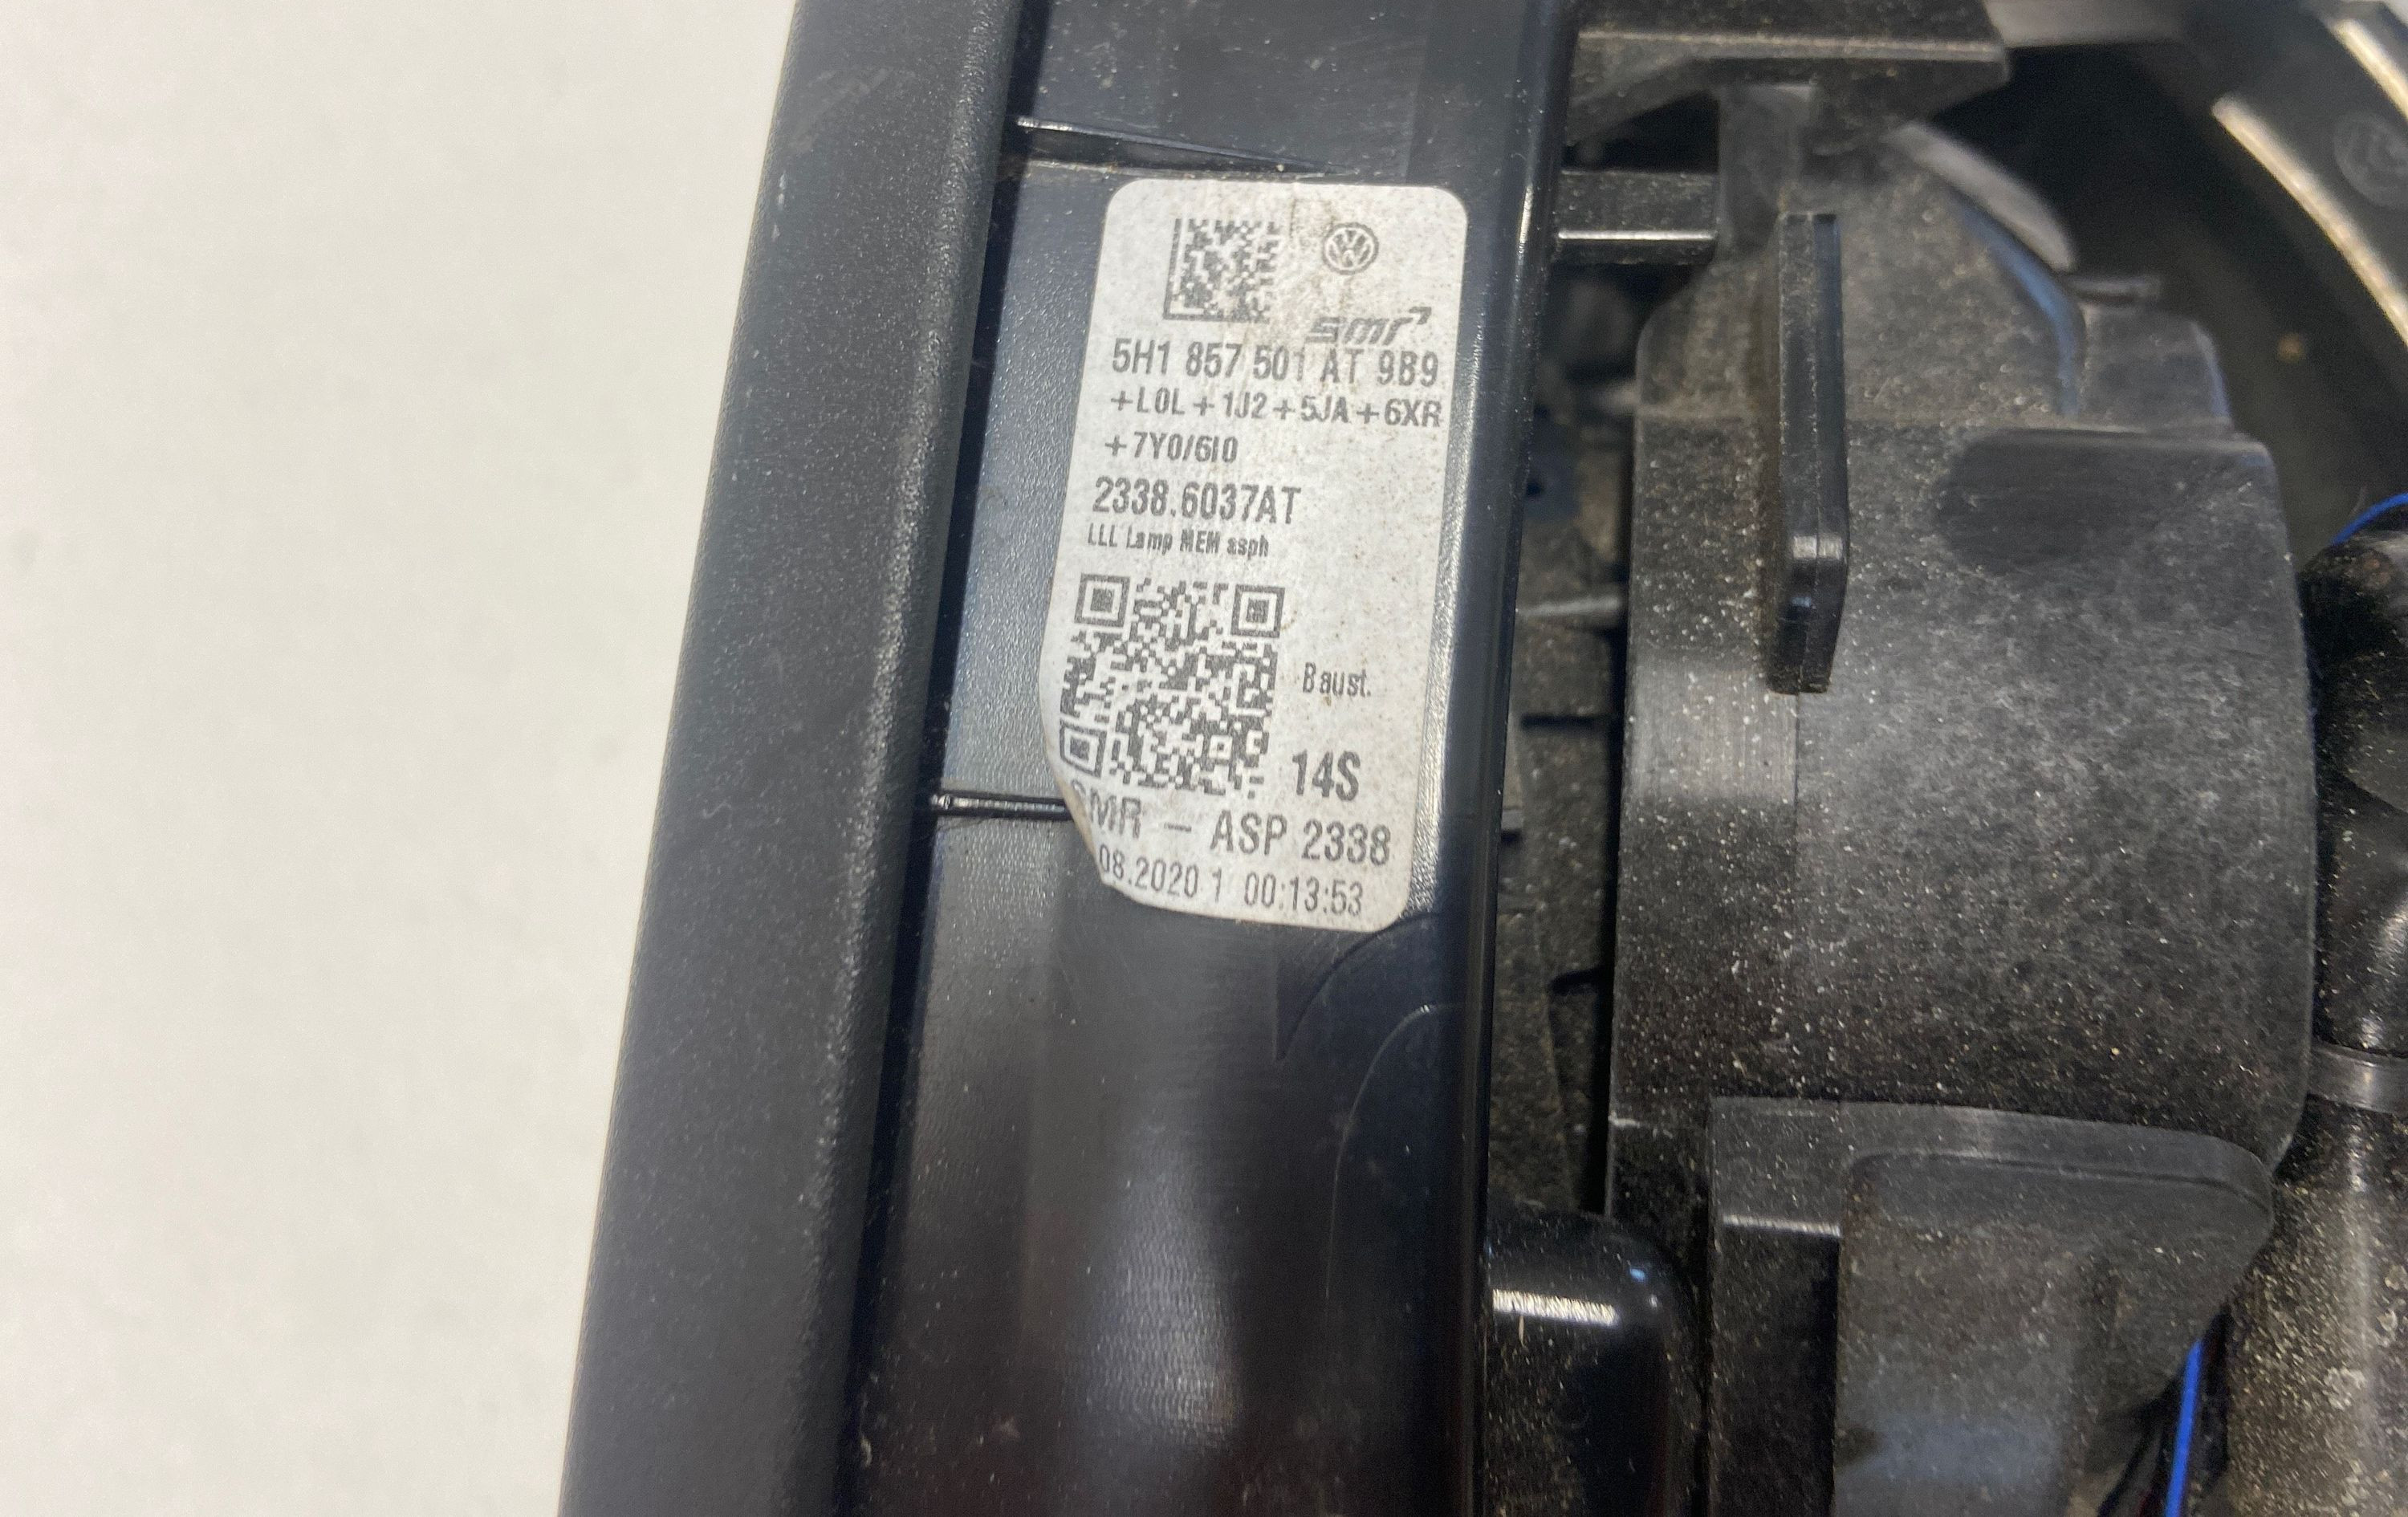 smr
5H1 857 501 AT 9B9
+L0L+1J2+5JA+6XR
+7Y0/6I0
2338.6037AT
LLL Lamp MEM asph
Baust.
14S
SMR – ASP 2338
08.2020 1 00:13:53